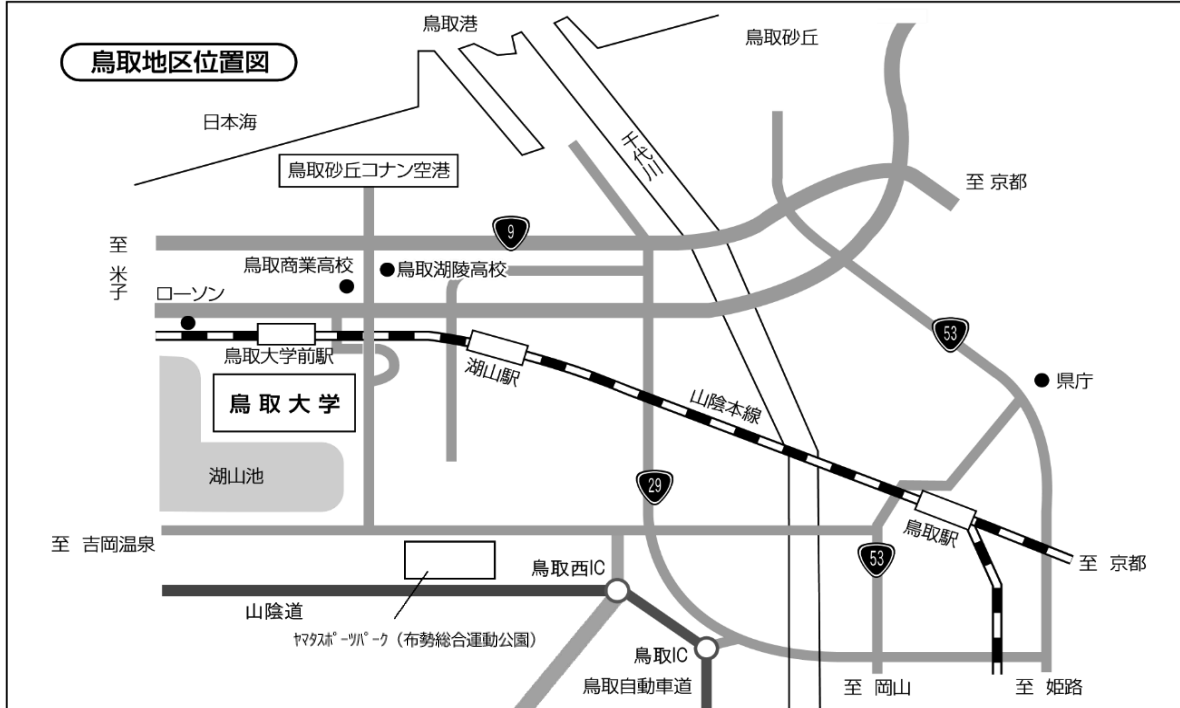 鳥取港
鳥取地区位置図
鳥取砂丘
日本海
千代川
鳥取砂丘コナン空港
至 京都
9
至 米子
鳥取商業高校
鳥取湖陵高校
ローソン
53
鳥取大学前駅
湖山駅
県庁
鳥取大学
山陰本線
湖山池
29
鳥取駅
至 吉岡温泉
53
至 京都
鳥取西IC
山陰道
ヤマタスポーツパーク（布勢総合運動公園）
鳥取IC
鳥取自動車道
至 岡山
至 姫路